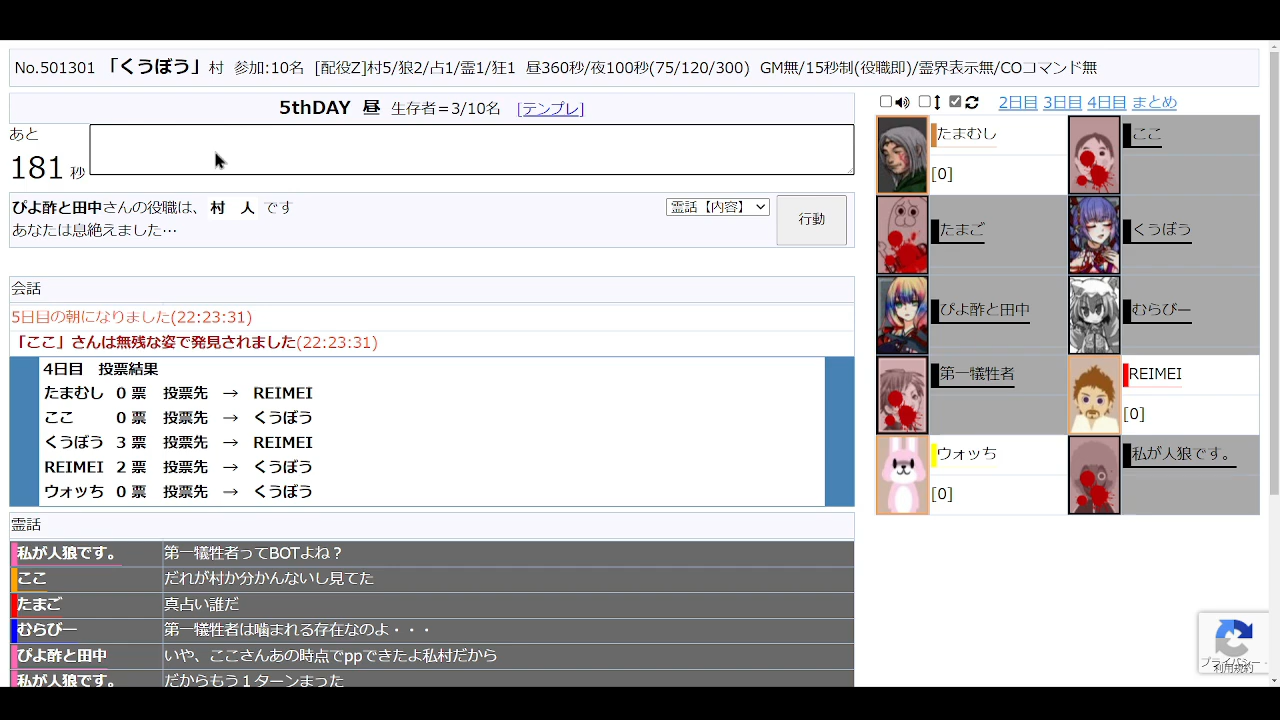 No.501301 「くうぼう」村 参加:10名 [配役Z]村5/狼2/占1/霊1/狂1 昼360秒/夜100秒(75/120/300) GM無/15秒制(役職即)/霊界表示無/COコマンド無
5thDAY 昼 生存者=3/10名 [テンプレ]
あと
181 秒
ぴよ酢と田中さんの役職は、 村 人 です
あなたは息絶えました…
霊話【内容】
行動
会話
5日目の朝になりました(22:23:31)
「ここ」さんは無残な姿で発見されました(22:23:31)
4日目 投票結果
たまむし 0 票 投票先 → REIMEI
ここ 0 票 投票先 → くうぼう
くうぼう 3 票 投票先 → REIMEI
REIMEI 2 票 投票先 → くうぼう
ウォッち 0 票 投票先 → くうぼう
霊話
私が人狼です。 第一犠牲者ってBOTよね？
ここ だれが村か分かんないし見てた
たまご 真占い誰だ
むらびー 第一犠牲者は噛まれる存在なのよ・・・
ぴよ酢と田中 いや、ここさんあの時点でppできたよ私村だから
私が人狼です。 だからもう１ターンまった
2日目 3日目 4日目 まとめ
たまむし
[0]
ここ
たまご
くうぼう
ぴよ酢と田中
むらびー
第一犠牲者
REIMEI
[0]
ウォッち
[0]
私が人狼です。
プライバシー -
利用規約